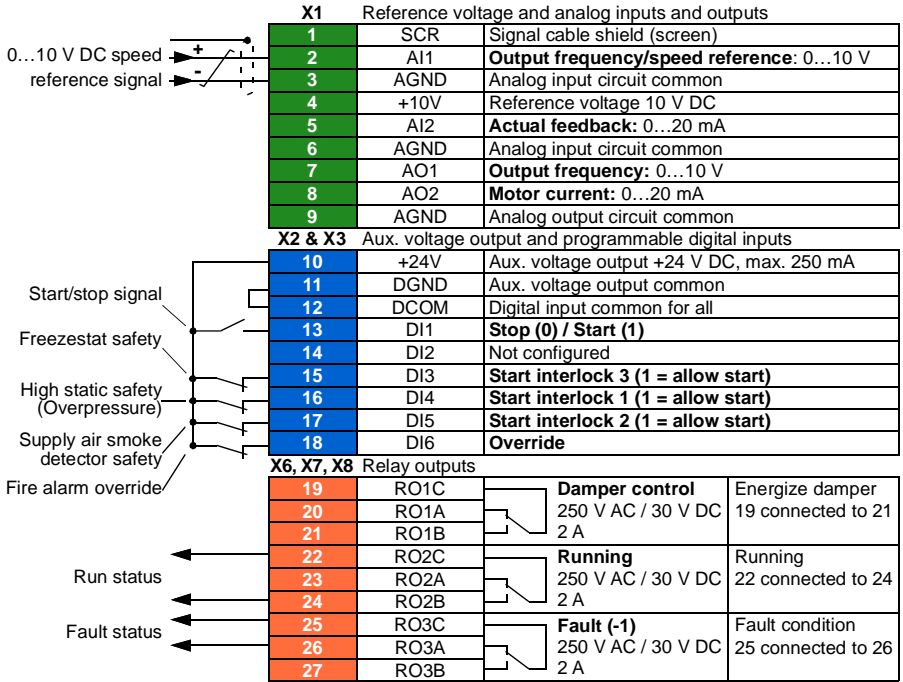 X1 Reference voltage and analog inputs and outputs
1 SCR Signal cable shield (screen)
0…10 V DC speed + 2 AI1 Output frequency/speed reference: 0…10 V
reference signal - 3 AGND Analog input circuit common
4 +10V Reference voltage 10 V DC
5 AI2 Actual feedback: 0…20 mA
6 AGND Analog input circuit common
7 AO1 Output frequency: 0…10 V
8 AO2 Motor current: 0…20 mA
9 AGND Analog output circuit common
X2 & X3 Aux. voltage output and programmable digital inputs
10 +24V Aux. voltage output +24 V DC, max. 250 mA
11 DGND Aux. voltage output common
Start/stop signal 12 DCOM Digital input common for all
13 DI1 Stop (0) / Start (1)
Freezestat safety 14 DI2 Not configured
15 DI3 Start interlock 3 (1 = allow start)
High static safety
(Overpressure) 16 DI4 Start interlock 1 (1 = allow start)
17 DI5 Start interlock 2 (1 = allow start)
Supply air smoke 18 DI6 Override
detector safety
X6, X7, X8 Relay outputs
Fire alarm override 19 RO1C Damper control Energize damper
20 RO1A 250 V AC / 30 V DC 19 connected to 21
21 RO1B 2 A
22 RO2C Running Running
Run status 23 RO2A 250 V AC / 30 V DC 22 connected to 24
24 RO2B 2 A
25 RO3C Fault (-1) Fault condition
Fault status 26 RO3A 250 V AC / 30 V DC 25 connected to 26
27 RO3B 2 A